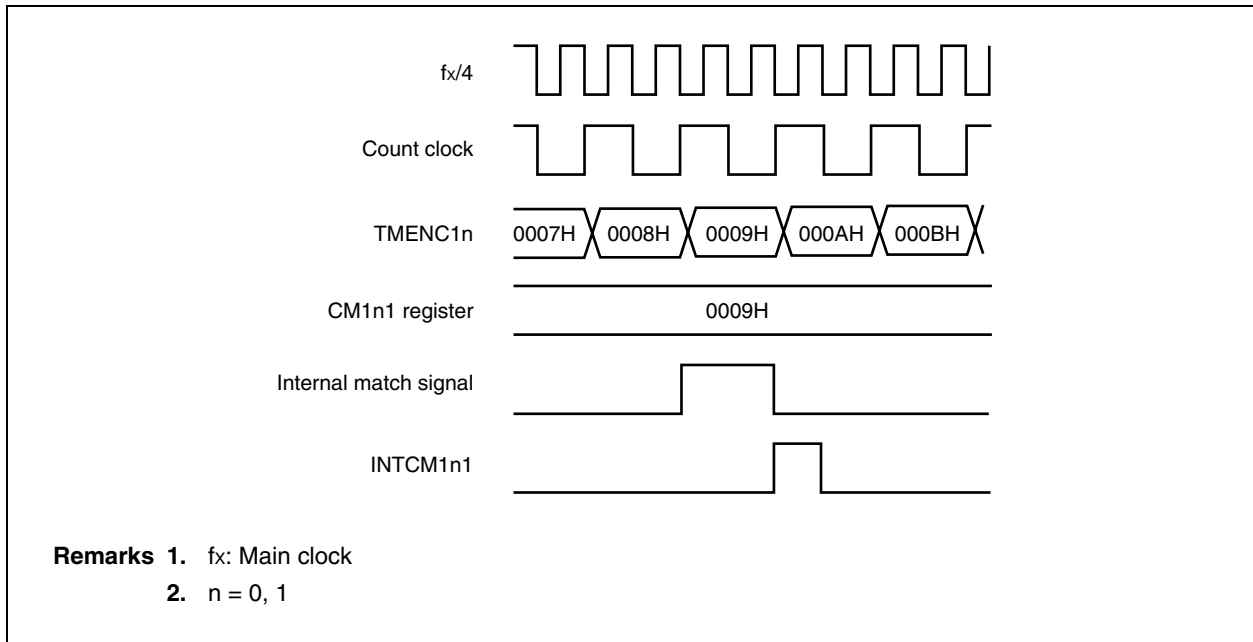 fx/4
Count clock
TMENC1n 0007H 0008H 0009H 000AH 000BH
CM1n1 register 0009H
Internal match signal
INTCM1n1
Remarks 1. fx: Main clock
2. n = 0, 1